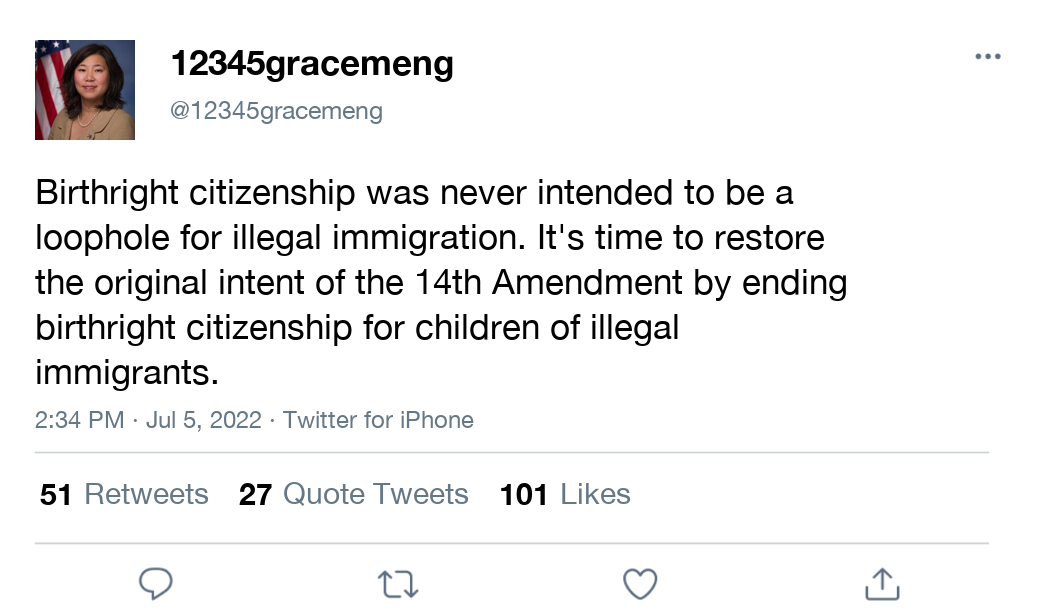 12345gracemeng
@12345gracemeng
Birthright citizenship was never intended to be a
loophole for illegal immigration. It's time to restore
the original intent of the 14th Amendment by ending
birthright citizenship for children of illegal
immigrants.
2:34 PM · Jul 5, 2022 · Twitter for iPhone
51 Retweets 27 Quote Tweets 101 Likes